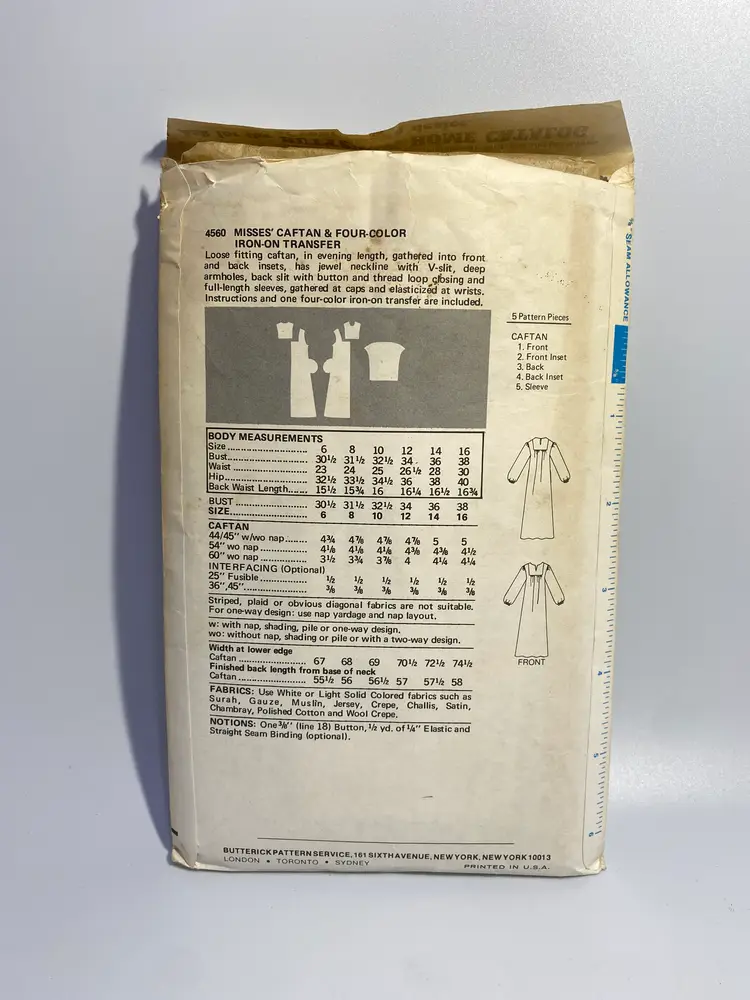 HOME CATALOG
4560 MISSES' CAFTAN & FOUR-COLOR
IRON-ON TRANSFER
Loose fitting caftan, in evening length, gathered into front
and back insets, has jewel neckline with V-slit, deep
armholes, back slit with button and thread loop closing and
full-length sleeves, gathered at caps and elasticized at wrists.
Instructions and one four-color iron-on transfer are included.
5 Pattern Pieces
CAFTAN
1. Front
2. Front Inset
3. Back
4. Back Inset
5. Sleeve
BODY MEASUREMENTS
Size 6 8 10 12 14 16
Bust 30½ 31½ 32½ 34 36 38
Waist 23 24 25 26½ 28 30
Hip 32½ 33½ 34½ 36 38 40
Back Waist Length 15½ 15¾ 16 16¼ 16½ 16¾
BUST 30½ 31½ 32½ 34 36 38
SIZE 6 8 10 12 14 16
CAFTAN
44/45" w/wo nap 4¾ 4⅞ 4⅞ 4⅞ 5 5
54" wo nap 4⅛ 4⅛ 4⅛ 4⅜ 4⅜ 4½
60" wo nap 3½ 3¾ 3⅞ 4 4¼ 4¼
INTERFACING (Optional)
25" Fusible ½ ½ ½ ½ ½ ½
36",45" ⅜ ⅜ ⅜ ⅜ ⅜ ⅜
Striped, plaid or obvious diagonal fabrics are not suitable.
For one-way design: use nap yardage and nap layout.
w: with nap, shading, pile or one-way design.
wo: without nap, shading or pile or with a two-way design.
Width at lower edge
Caftan 67 68 69 70½ 72½ 74½
Finished back length from base of neck
Caftan 55½ 56 56½ 57 57½ 58
FABRICS: Use White or Light Solid Colored fabrics such as
Surah, Gauze, Muslin, Jersey, Crepe, Challis, Satin,
Chambray, Polished Cotton and Wool Crepe.
NOTIONS: One ⅜" (line 18) Button, ½ yd. of ¼" Elastic and
Straight Seam Binding (optional).
FRONT
⅝ "SEAM ALLOWANCE
⅝
1
2
3
4
5
6
BUTTERICK PATTERN SERVICE, 161 SIXTH AVENUE, NEW YORK, NEW YORK 10013
LONDON • TORONTO • SYDNEY
PRINTED IN U.S.A.